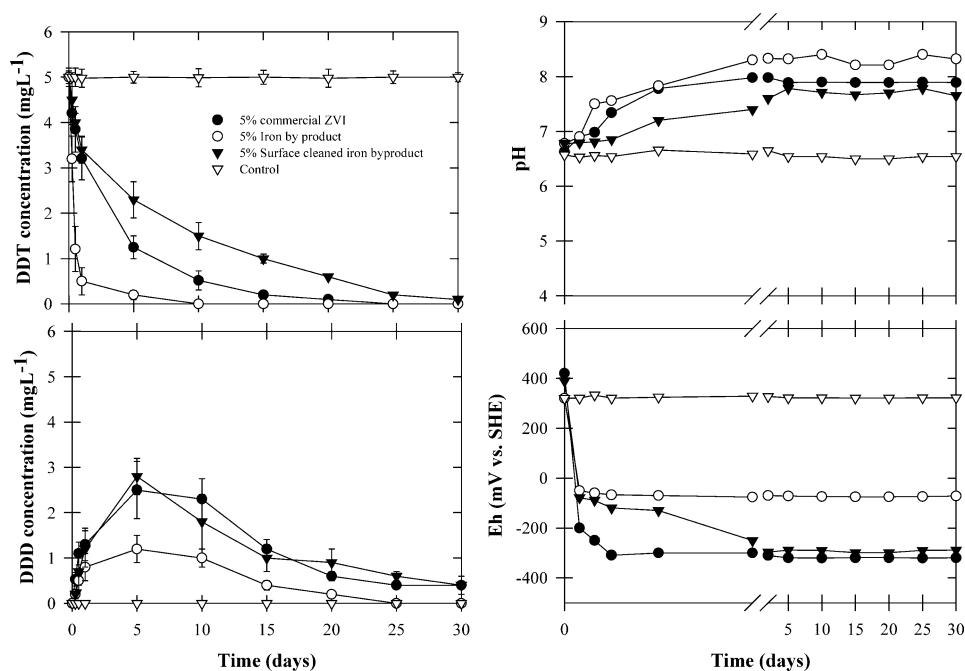 DDT concentration (mgL-1)
6
5
4
3
2
1
0
5% commercial ZVI
5% Iron by product
5% Surface cleaned iron byproduct
Control
DDD concentration (mgL-1)
6
5
4
3
2
1
0
0 5 10 15 20 25 30
Time (days)
pH
9
8
7
6
5
4
Eh (mV vs. SHE)
600
400
200
0
-200
-400
0 5 10 15 20 25 30
Time (days)